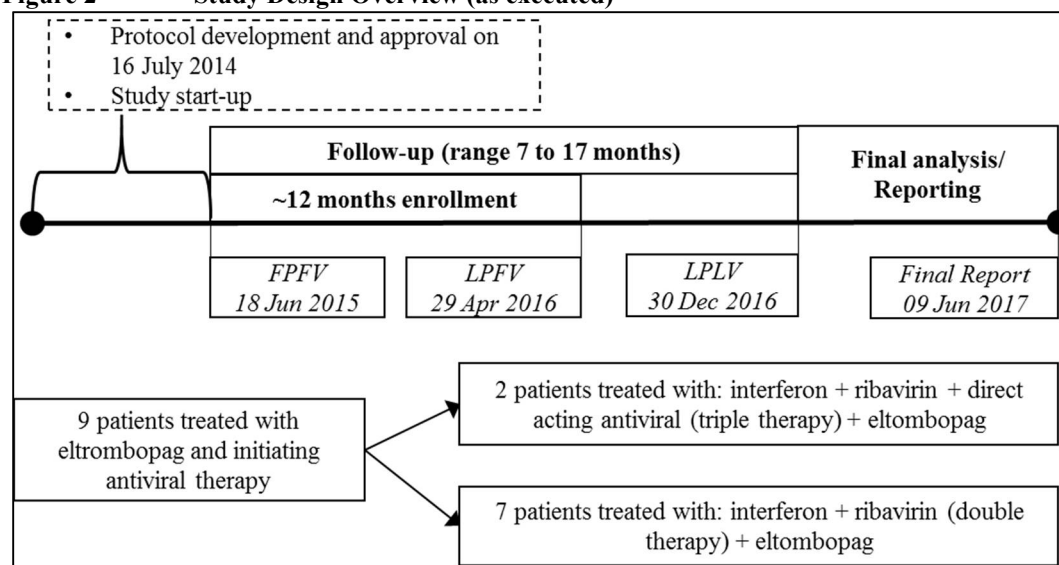 Figure 2 Study Design Overview (as executed)
• Protocol development and approval on
16 July 2014
• Study start-up
Follow-up (range 7 to 17 months)
Final analysis/
Reporting
~12 months enrollment
FPFV
18 Jun 2015
LPFV
29 Apr 2016
LPLV
30 Dec 2016
Final Report
09 Jun 2017
9 patients treated with
eltrombopag and initiating
antiviral therapy
2 patients treated with: interferon + ribavirin + direct
acting antiviral (triple therapy) + eltombopag
7 patients treated with: interferon + ribavirin (double
therapy) + eltombopag